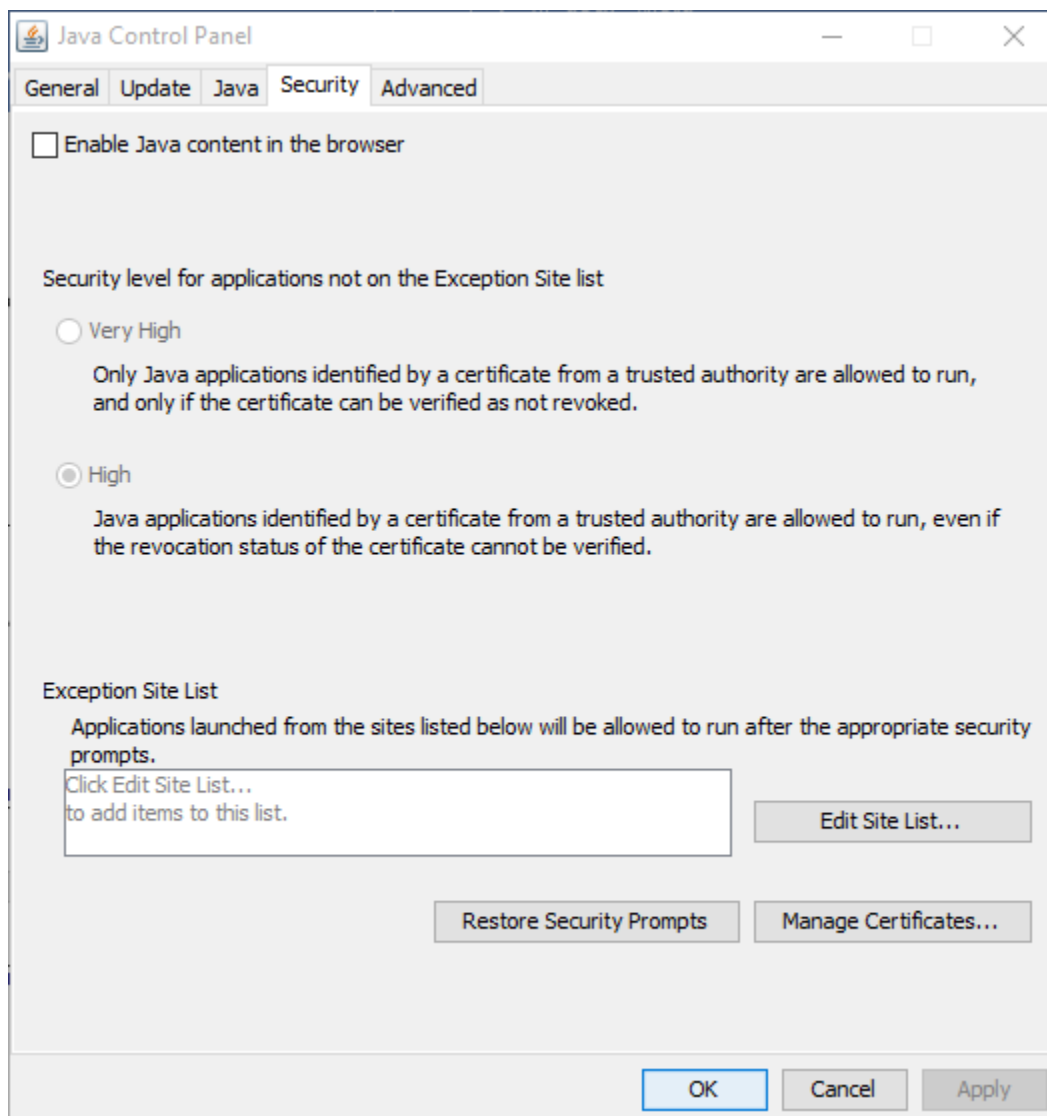 Java Control Panel
General Update Java Security Advanced
Enable Java content in the browser
Security level for applications not on the Exception Site list
Very High
Only Java applications identified by a certificate from a trusted authority are allowed to run,
and only if the certificate can be verified as not revoked.
High
Java applications identified by a certificate from a trusted authority are allowed to run, even if
the revocation status of the certificate cannot be verified.
Exception Site List
Applications launched from the sites listed below will be allowed to run after the appropriate security
prompts.
Click Edit Site List...
to add items to this list.
Edit Site List...
Restore Security Prompts Manage Certificates...
OK Cancel Apply